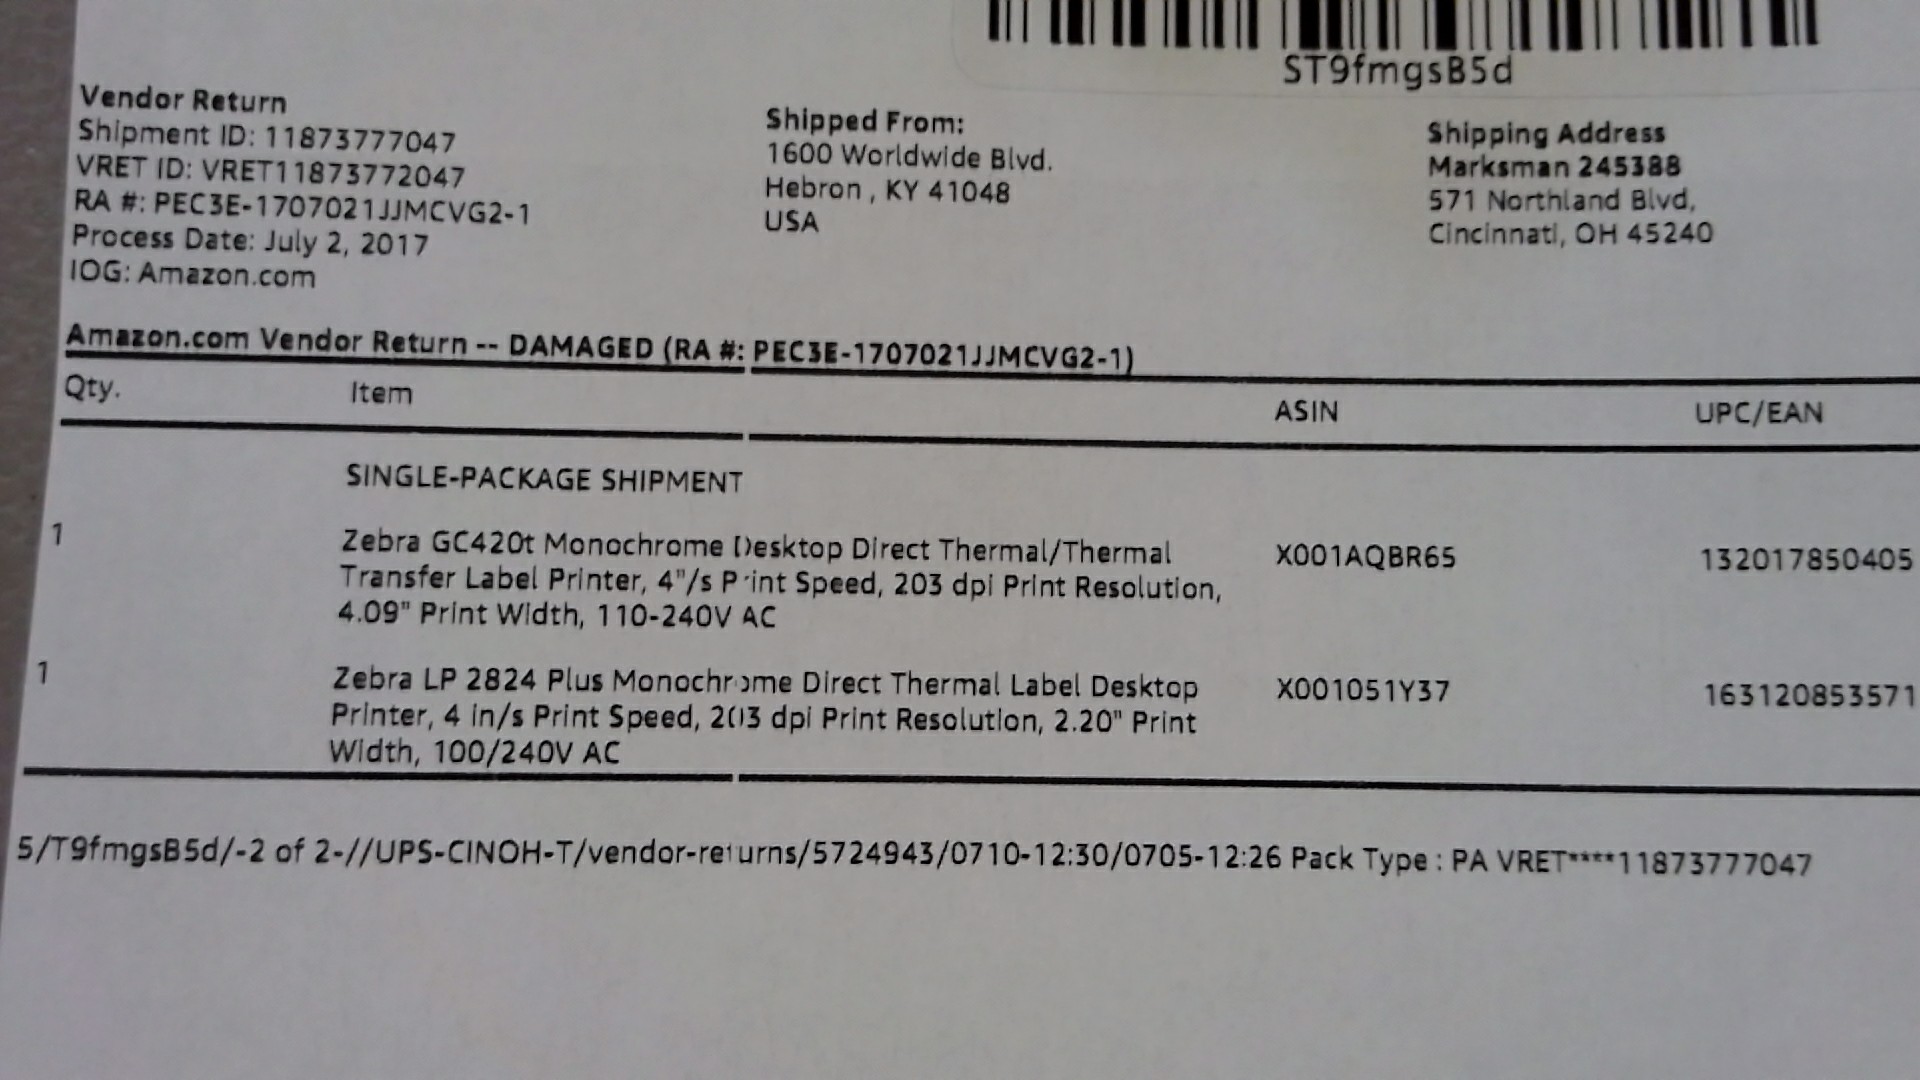 ST9fmgsB5d
Vendor Return
Shipment ID: 11873777047
VRET ID: VRET11873772047
RA #: PEC3E-1707021JJMCVG2-1
Process Date: July 2, 2017
IOG: Amazon.com
Shipped From:
1600 Worldwide Blvd.
Hebron , KY 41048
USA
Shipping Address
Marksman 245388
571 Northland Blvd,
Cincinnati, OH 45240
Amazon.com Vendor Return -- DAMAGED (RA #: PEC3E-1707021JJMCVG2-1)
Qty. Item ASIN UPC/EAN
SINGLE-PACKAGE SHIPMENT
1 Zebra GC420t Monochrome Desktop Direct Thermal/Thermal X001AQBR65 132017850405
Transfer Label Printer, 4"/s Print Speed, 203 dpi Print Resolution,
4.09" Print Width, 110-240V AC
1 Zebra LP 2824 Plus Monochrome Direct Thermal Label Desktop X001051Y37 163120853571
Printer, 4 in/s Print Speed, 203 dpi Print Resolution, 2.20" Print
Width, 100/240V AC
5/T9fmgsB5d/-2 of 2-//UPS-CINOH-T/vendor-returns/5724943/0710-12:30/0705-12:26 Pack Type : PA VRET****11873777047